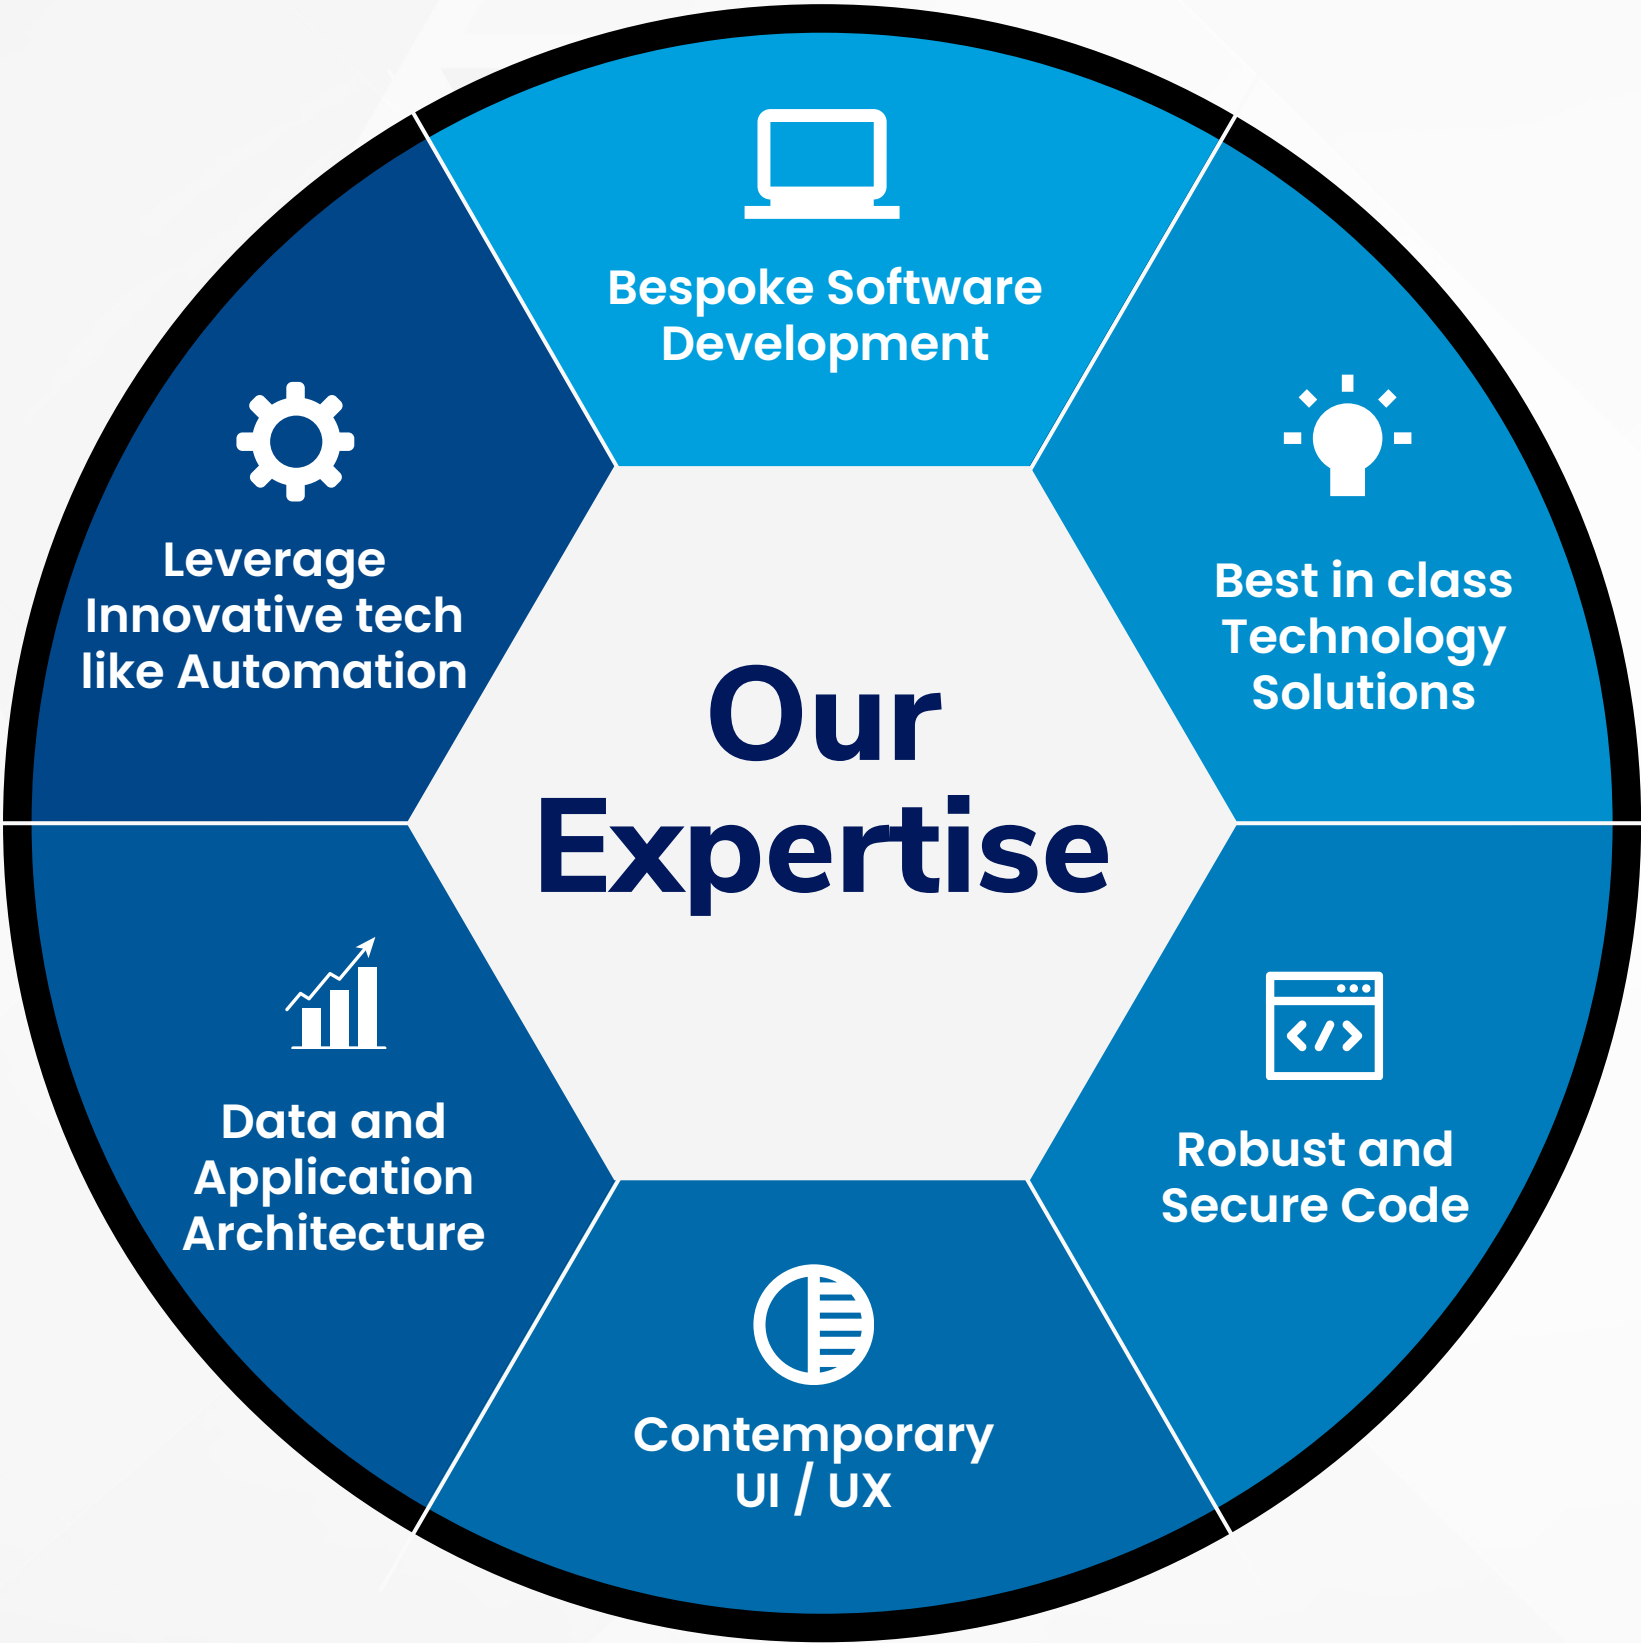 Bespoke Software
Development
Best in class
Technology
Solutions
Robust and
Secure Code
Contemporary
UI / UX
Data and
Application
Architecture
Leverage
Innovative tech
like Automation
Our
Expertise